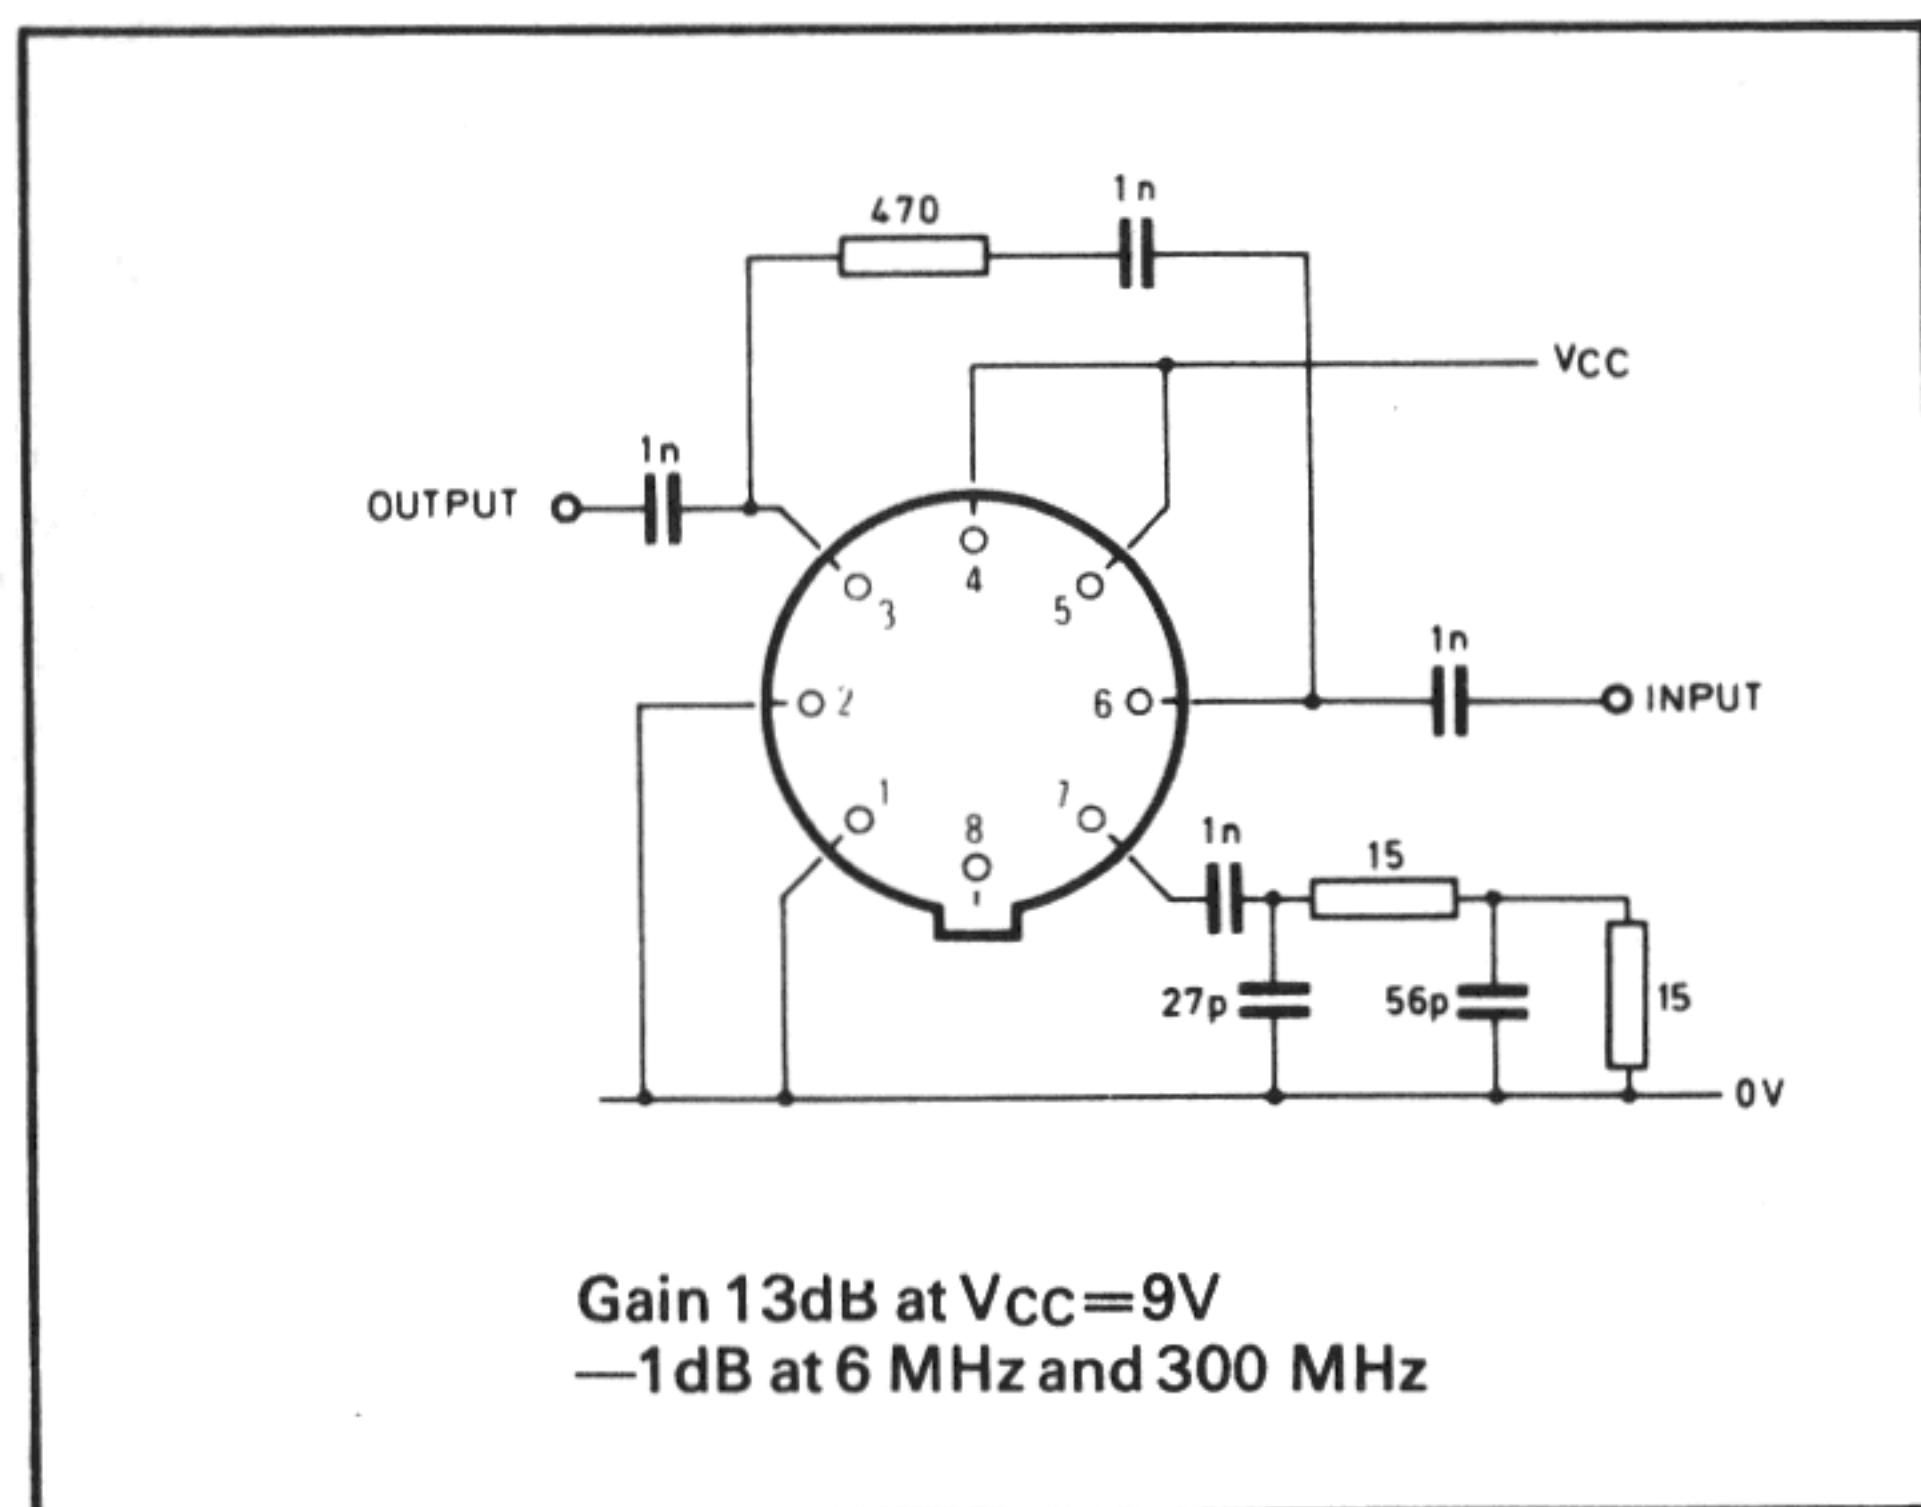 1n
470
VCC
1n
OUTPUT
4
3
5
1n
2
6
INPUT
1
7
8
1n
15
27p
56p
15
0V
Gain 13dB at VCC=9V
—1dB at 6 MHz and 300 MHz